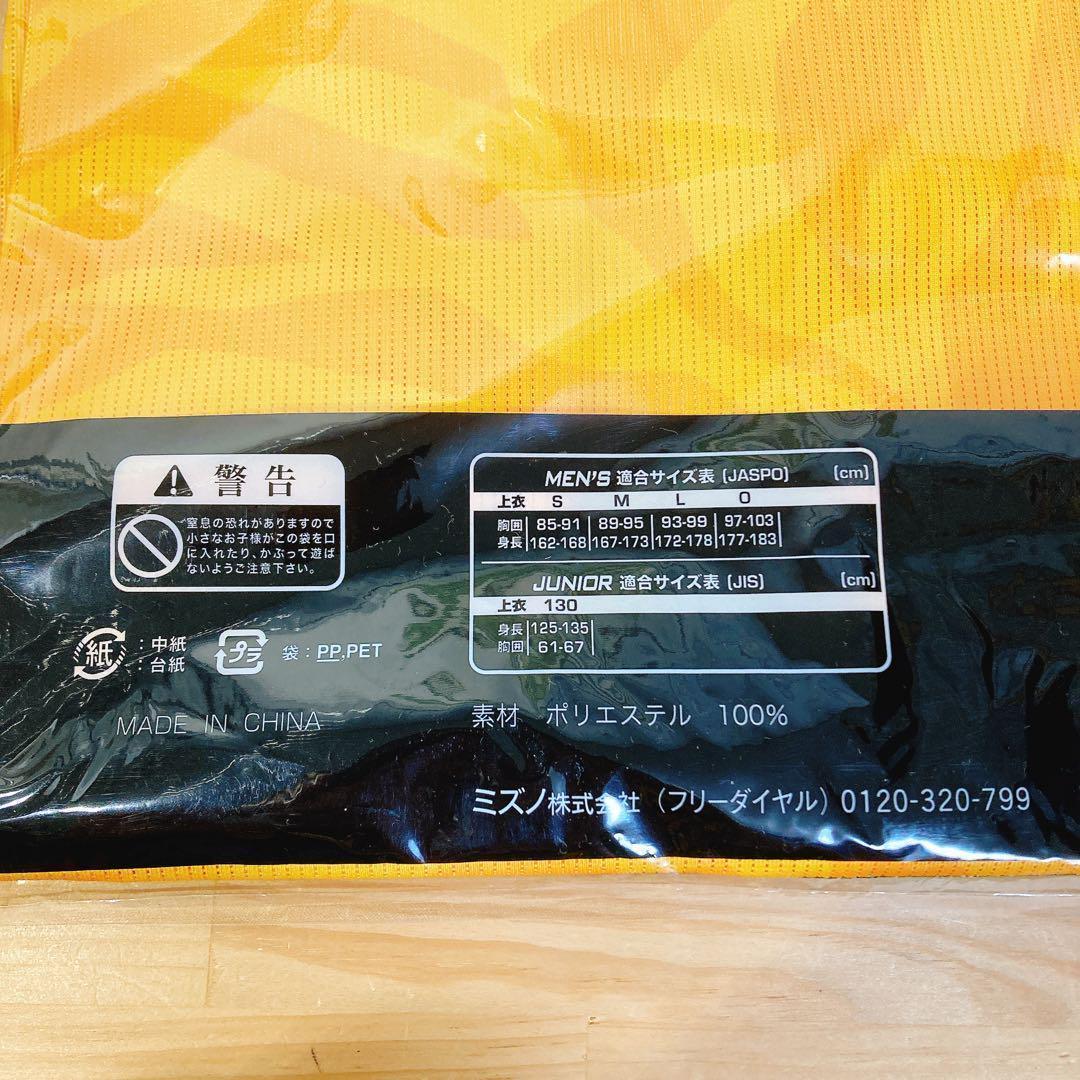 警告
窒息の恐れがありますので
小さなお子様がこの袋を口
に入れたり、かぶって遊ば
ないようご注意下さい。
紙 : 中紙
: 台紙
プラ 袋 : PP,PET
MADE IN CHINA
MEN'S 適合サイズ表 (JASPO) (cm)
上衣 S M L O
胸囲 85-91 89-95 93-99 97-103
身長 162-168 167-173 172-178 177-183
JUNIOR 適合サイズ表 (JIS) (cm)
上衣 130
身長 125-135
胸囲 61-67
素材 ポリエステル 100%
ミズノ株式会社 (フリーダイヤル) 0120-320-799